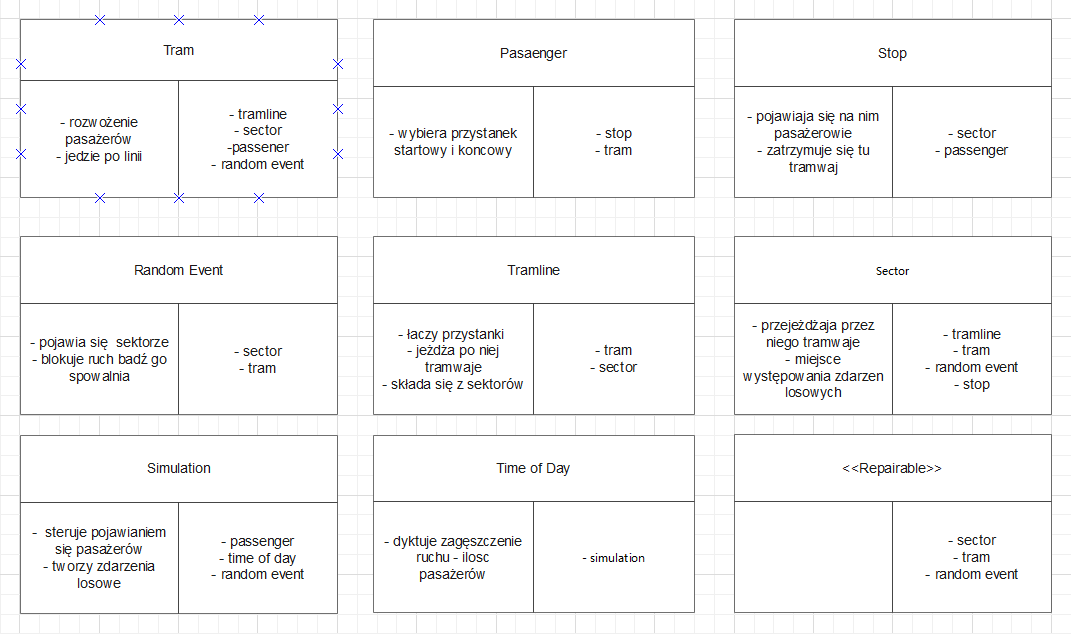 Tram
- rozwożenie
pasażerów
- jedzie po linii
- tramline
- sector
-passener
- random event
Pasaenger
- wybiera przystanek
startowy i koncowy
- stop
- tram
Stop
- pojawiaja się na nim
pasażerowie
- zatrzymuje się tu
tramwaj
- sector
- passenger
Random Event
- pojawia się sektorze
- blokuje ruch badź go
spowalnia
- sector
- tram
Tramline
- łaczy przystanki
- jeżdża po niej
tramwaje
- składa się z sektorów
- tram
- sector
Sector
- przejeżdżaja przez
niego tramwaje
- miejsce
występowania zdarzen
losowych
- tramline
- tram
- random event
- stop
Simulation
- steruje pojawianiem
się pasażerów
- tworzy zdarzenia
losowe
- passenger
- time of day
- random event
Time of Day
- dyktuje zagęszczenie
ruchu - ilosc
pasażerów
- simulation
<<Repairable>>
- sector
- tram
- random event